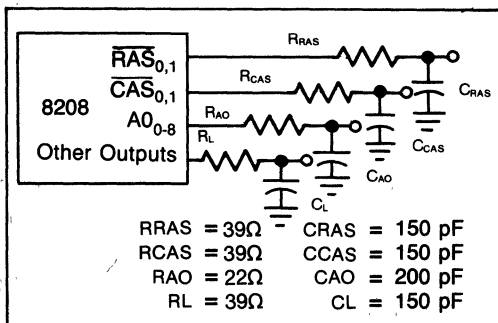 RRAS
RAS0,1
RCAS
CRAS
CAS0,1
8208
RAO
AO0-8
CCAS
RL
Other Outputs
CAO
CL
RRAS = 39Ω CRAS = 150 pF
RCAS = 39Ω CCAS = 150 pF
RAO = 22Ω CAO = 200 pF
RL = 39Ω CL = 150 pF